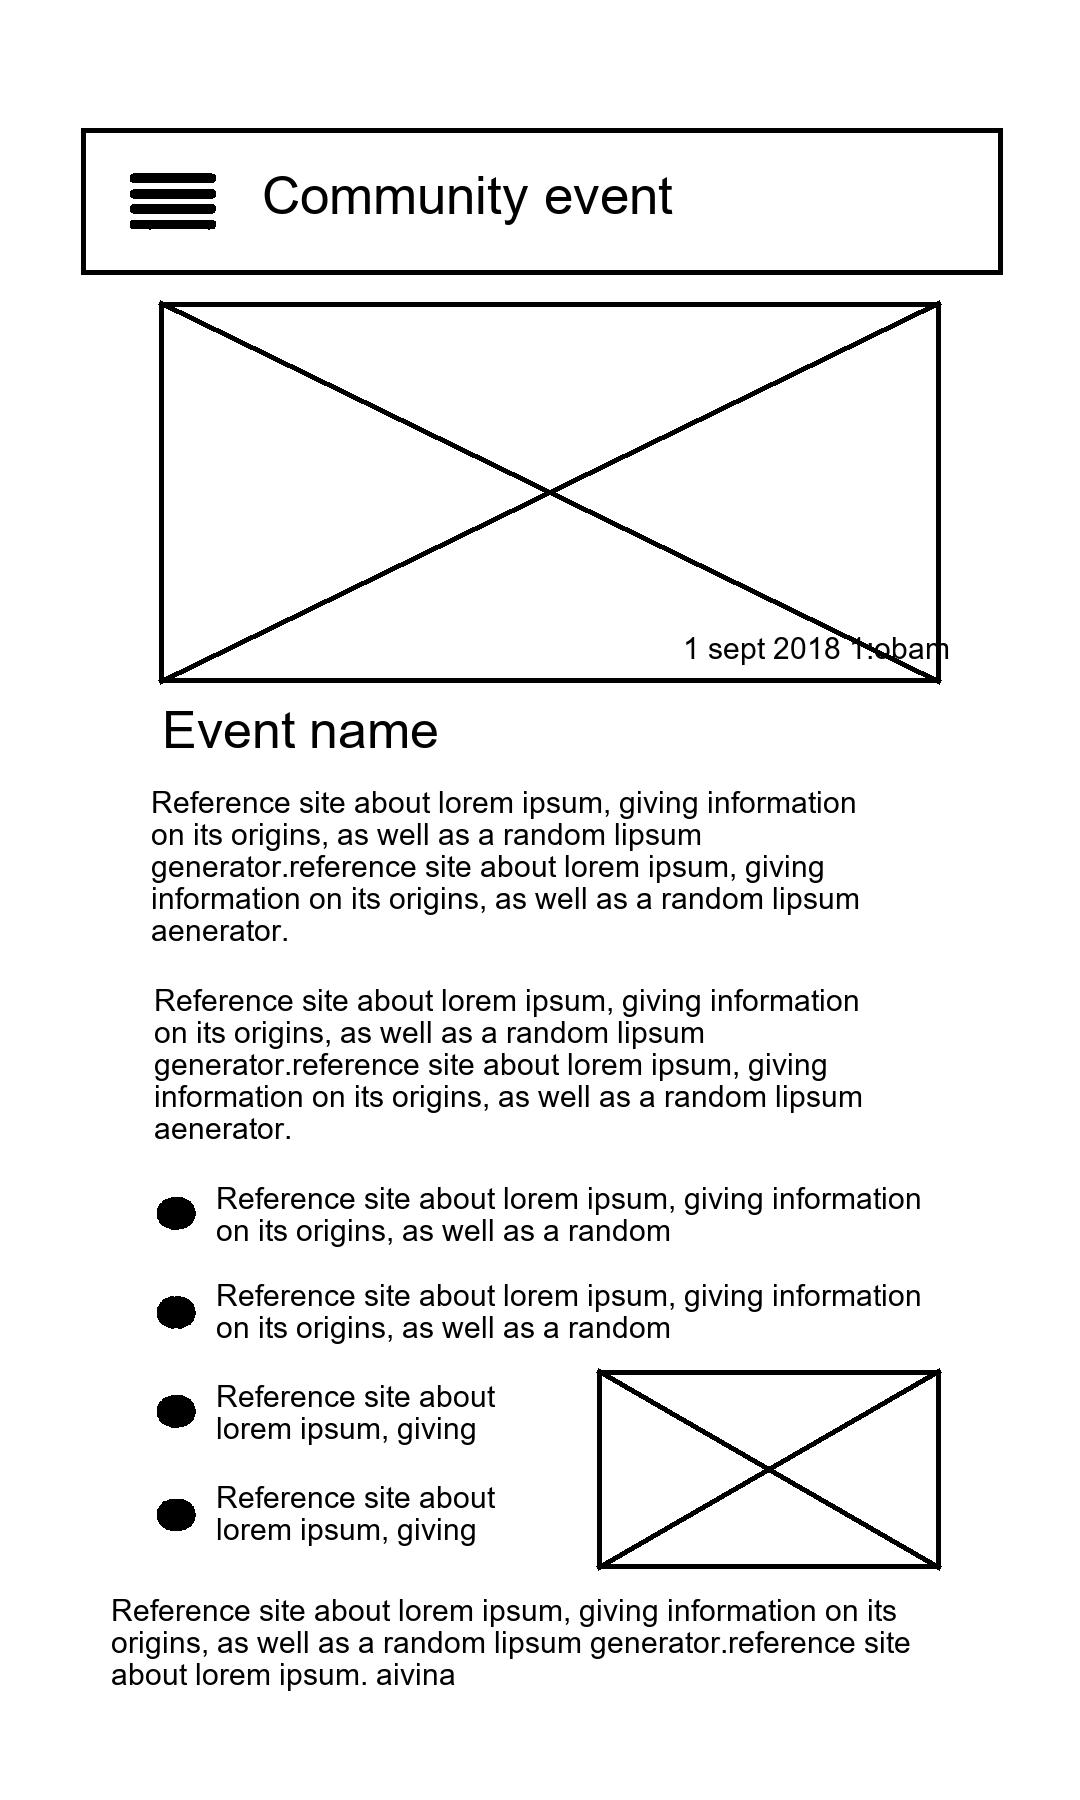 Community event
1 sept 2018 1:obam
Event name
Reference site about lorem ipsum, giving information
on its origins, as well as a random lipsum
generator.reference site about lorem ipsum, giving
information on its origins, as well as a random lipsum
aenerator.
Reference site about lorem ipsum, giving information
on its origins, as well as a random lipsum
generator.reference site about lorem ipsum, giving
information on its origins, as well as a random lipsum
aenerator.
Reference site about lorem ipsum, giving information
on its origins, as well as a random
Reference site about lorem ipsum, giving information
on its origins, as well as a random
Reference site about
lorem ipsum, giving
Reference site about
lorem ipsum, giving
Reference site about lorem ipsum, giving information on its
origins, as well as a random lipsum generator.reference site
about lorem ipsum. aivina